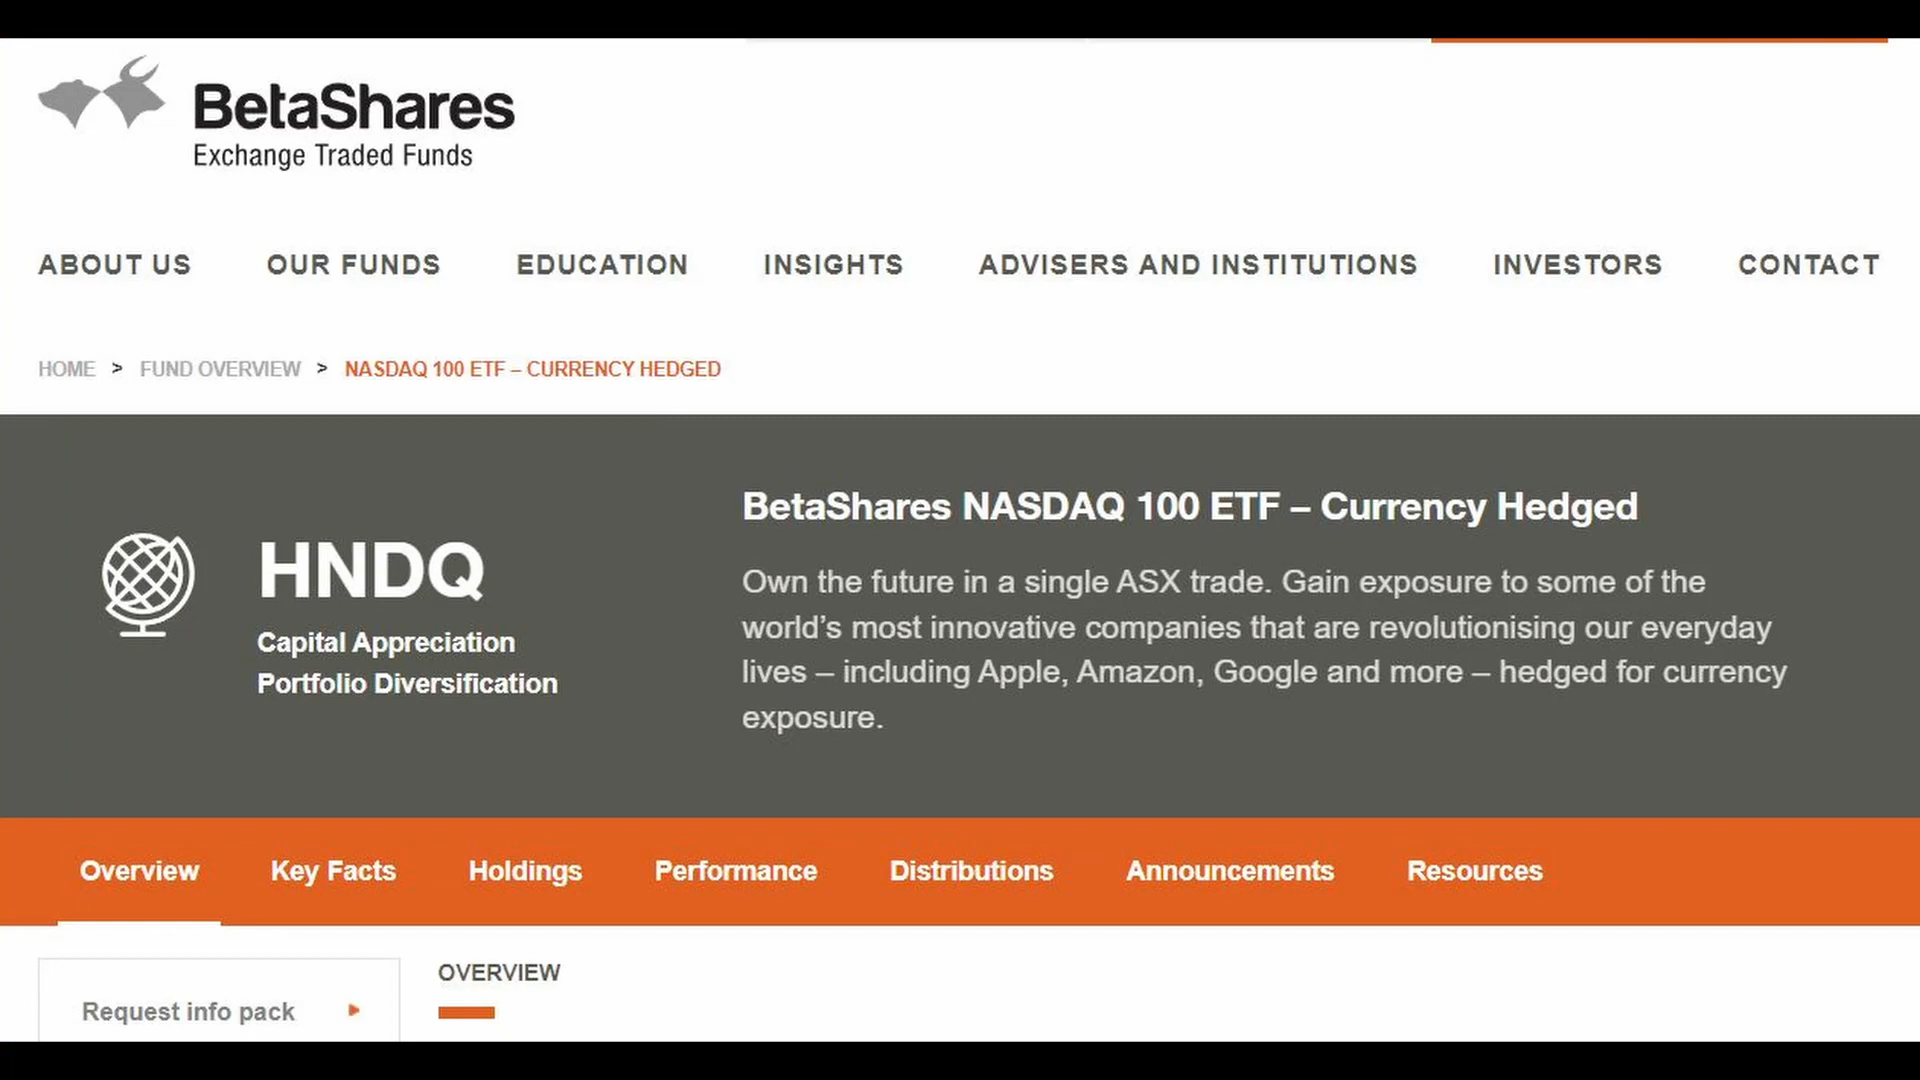 BetaShares
Exchange Traded Funds
ABOUT US OUR FUNDS EDUCATION INSIGHTS ADVISERS AND INSTITUTIONS INVESTORS CONTACT
HOME > FUND OVERVIEW > NASDAQ 100 ETF – CURRENCY HEDGED
HNDQ
Capital Appreciation
Portfolio Diversification
BetaShares NASDAQ 100 ETF – Currency Hedged
Own the future in a single ASX trade. Gain exposure to some of the
world’s most innovative companies that are revolutionising our everyday
lives – including Apple, Amazon, Google and more – hedged for currency
exposure.
Overview Key Facts Holdings Performance Distributions Announcements Resources
Request info pack
OVERVIEW